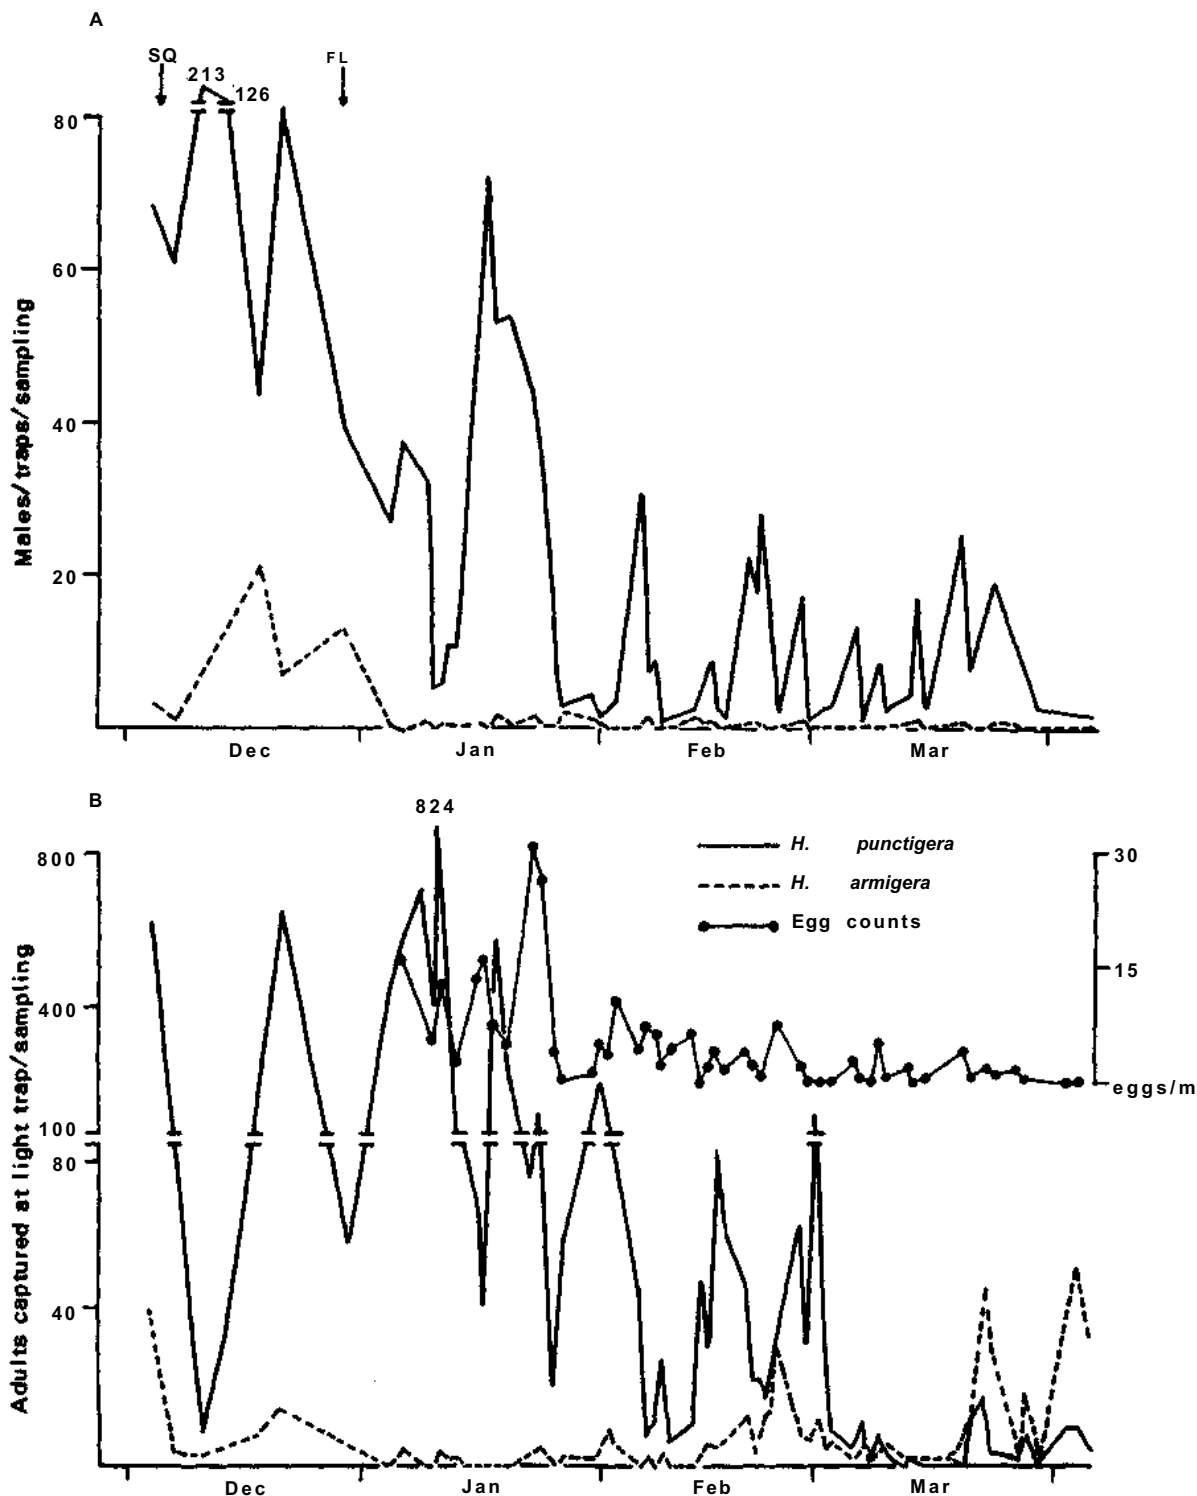 A
SQ
FL
213
126
80
60
40
20
Males/traps/sampling
Dec Jan Feb Mar
B
824
800
400
100
80
40
Adults captured at light trap/sampling
H. punctigera
H. armigera
Egg counts
30
15
eggs/m
Dec Jan Feb Mar